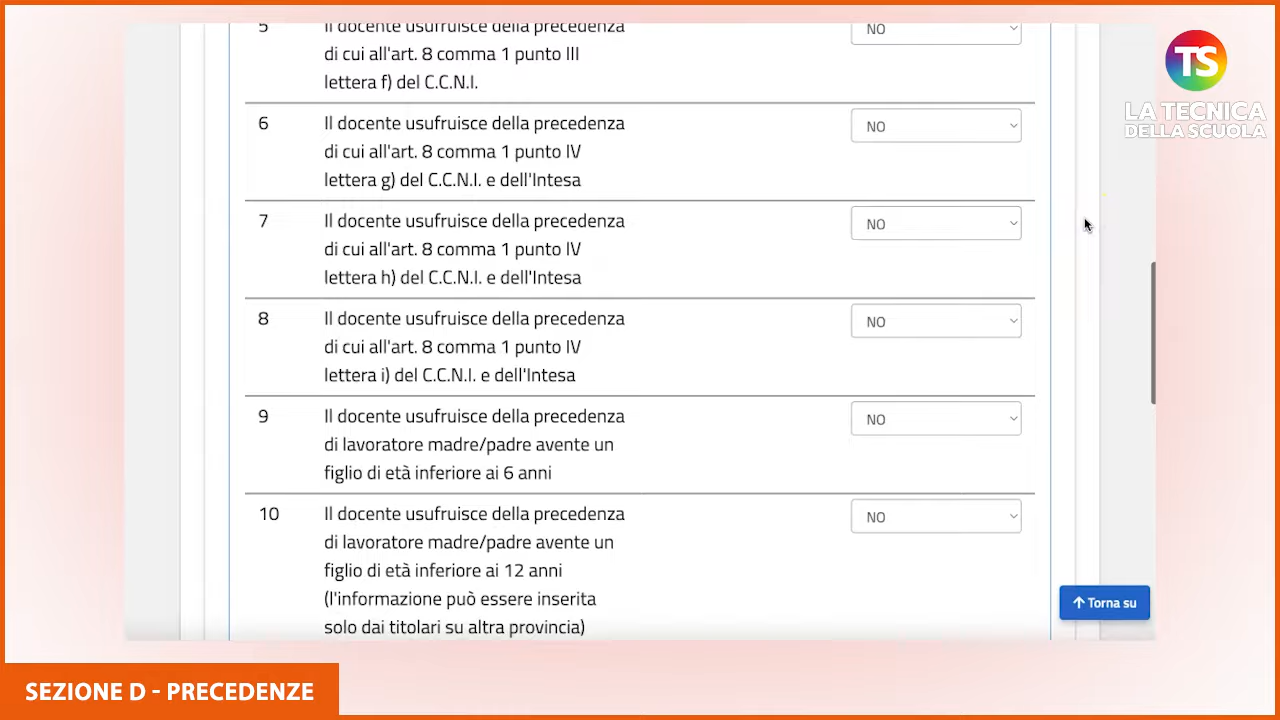 5
Il docente usufruisce della precedenza
di cui all'art. 8 comma 1 punto III
lettera f) del C.C.N.I.
NO
6
Il docente usufruisce della precedenza
di cui all'art. 8 comma 1 punto IV
lettera g) del C.C.N.I. e dell'Intesa
NO
7
Il docente usufruisce della precedenza
di cui all'art. 8 comma 1 punto IV
lettera h) del C.C.N.I. e dell'Intesa
NO
8
Il docente usufruisce della precedenza
di cui all'art. 8 comma 1 punto IV
lettera i) del C.C.N.I. e dell'Intesa
NO
9
Il docente usufruisce della precedenza
di lavoratore madre/padre avente un
figlio di età inferiore ai 6 anni
NO
10
Il docente usufruisce della precedenza
di lavoratore madre/padre avente un
figlio di età inferiore ai 12 anni
(l'informazione può essere inserita
solo dai titolari su altra provincia)
NO
Torna su
TS
LA TECNICA
DELLA SCUOLA
SEZIONE D - PRECEDENZE